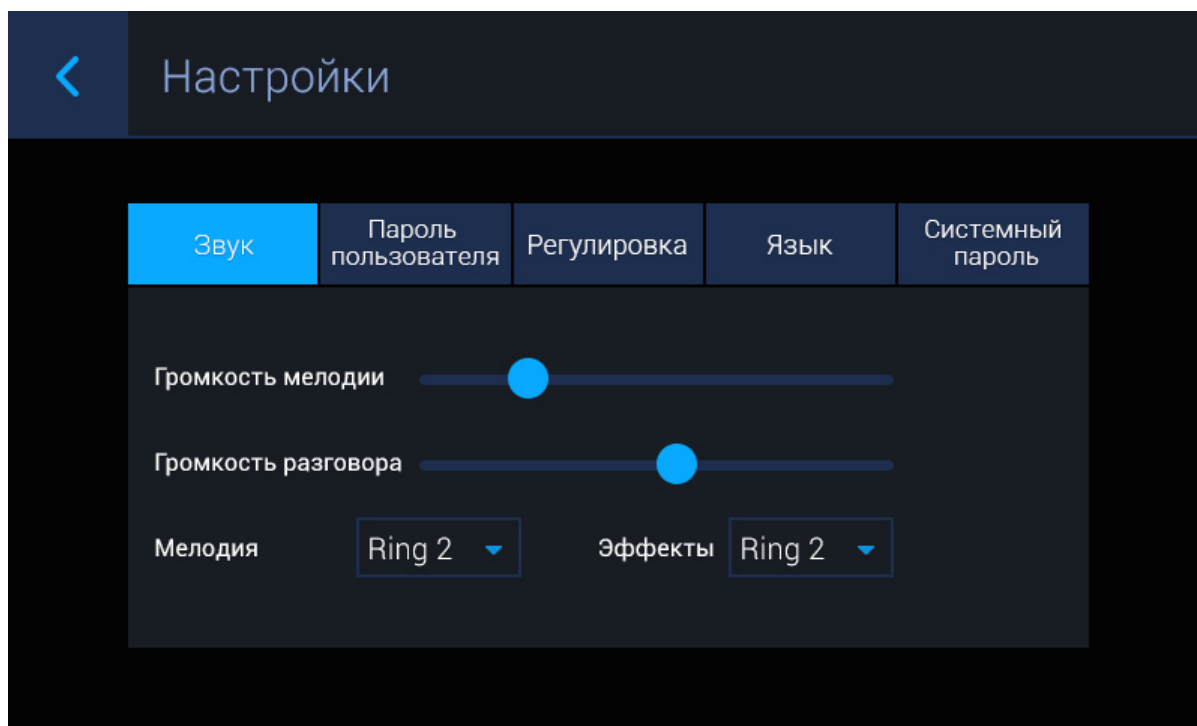 Настройки
Звук
Пароль
пользователя
Регулировка
Язык
Системный
пароль
Громкость мелодии
Громкость разговора
Мелодия Ring 2 Эффекты Ring 2